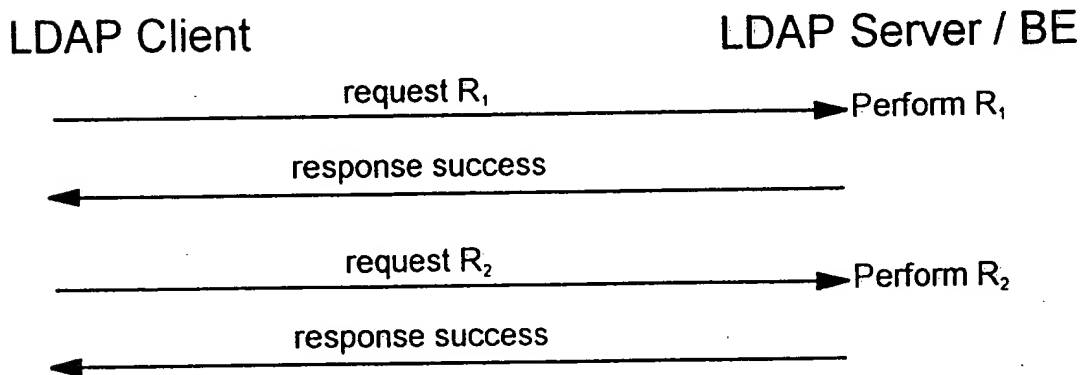 LDAP Client
LDAP Server / BE
request R₁
Perform R₁
response success
request R₂
Perform R₂
response success